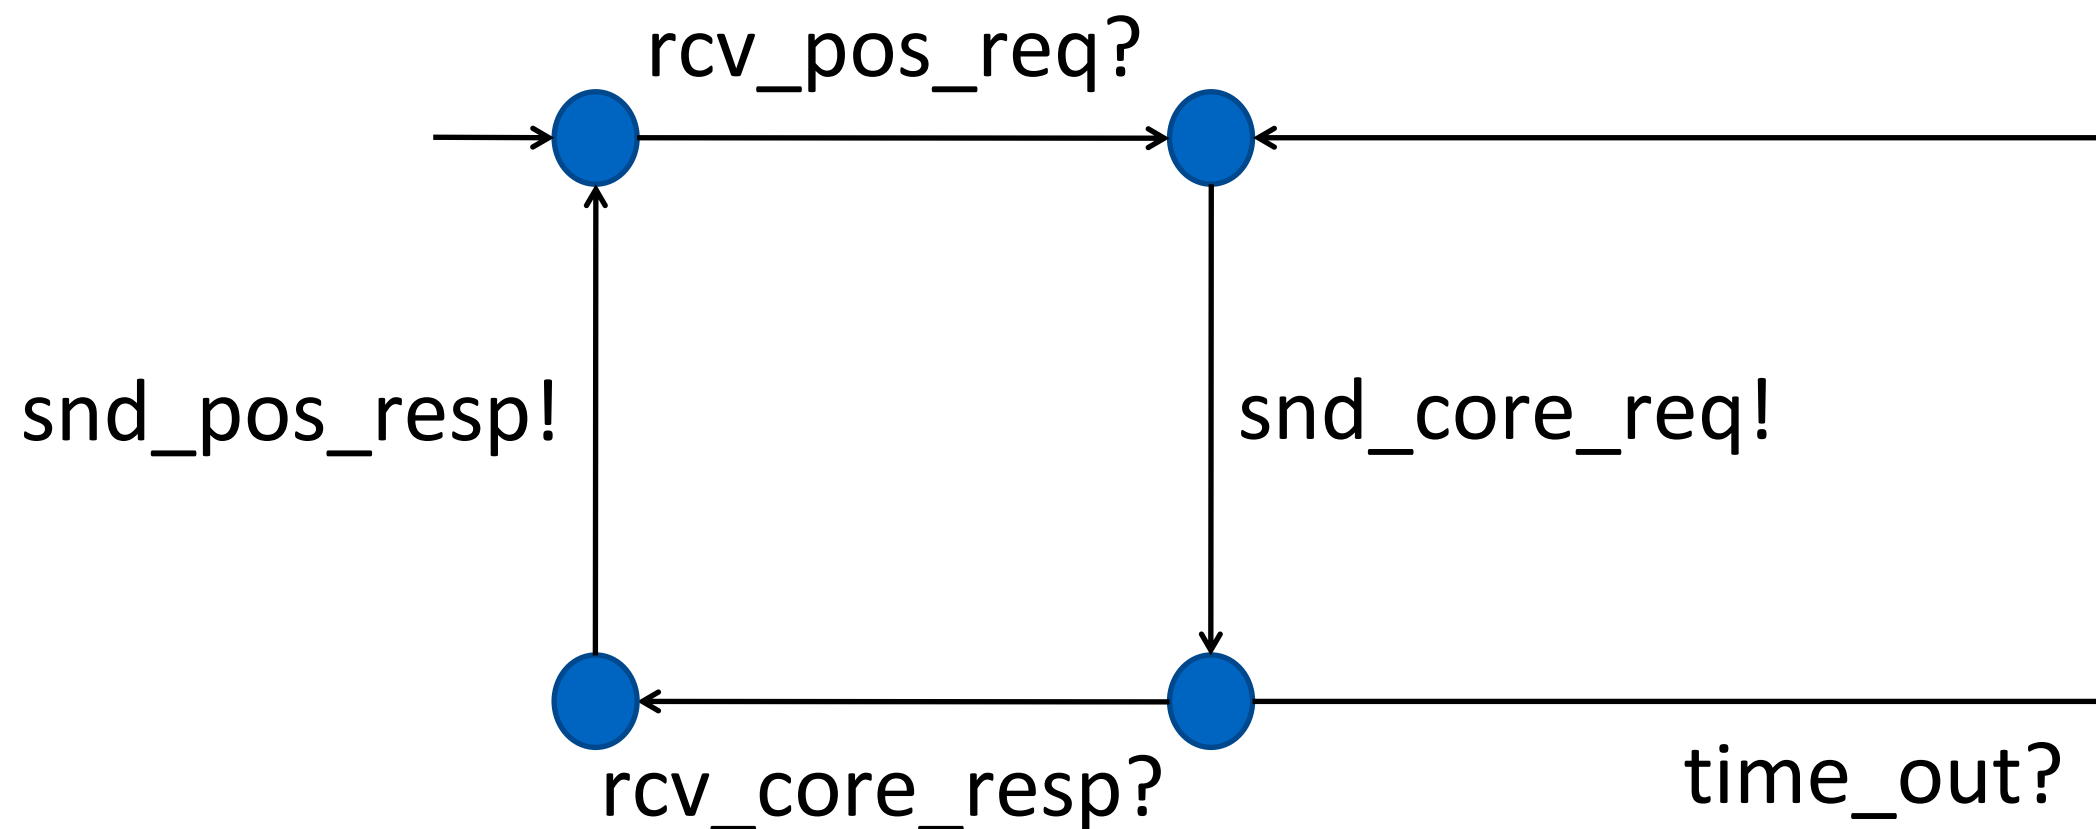 rcv_pos_req?
snd_pos_resp!
snd_core_req!
rcv_core_resp?
time_out?